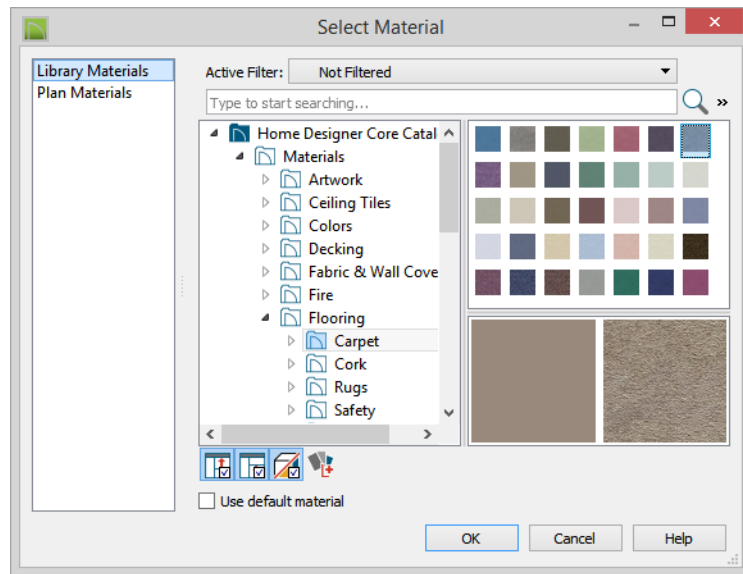 Select Material
Library Materials
Plan Materials
Active Filter: Not Filtered
Type to start searching...
Home Designer Core Catal
Materials
Artwork
Ceiling Tiles
Colors
Decking
Fabric & Wall Cove
Fire
Flooring
Carpet
Cork
Rugs
Safety
Use default material
OK Cancel Help